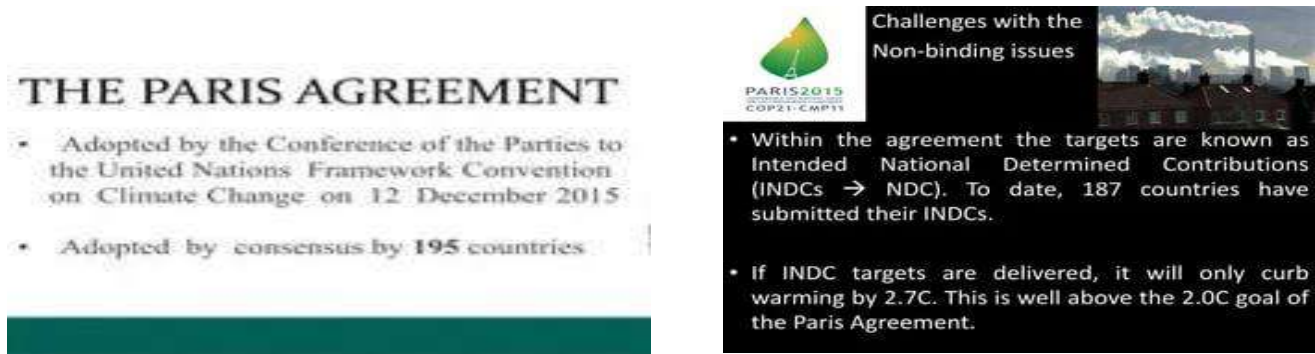 THE PARIS AGREEMENT
• Adopted by the Conference of the Parties to
the United Nations Framework Convention
on Climate Change on 12 December 2015
• Adopted by consensus by 195 countries
Challenges with the
Non-binding issues
PARIS2015
COP21-CMP11
• Within the agreement the targets are known as
Intended National Determined Contributions
(INDCs → NDC). To date, 187 countries have
submitted their INDCs.
• If INDC targets are delivered, it will only curb
warming by 2.7C. This is well above the 2.0C goal of
the Paris Agreement.